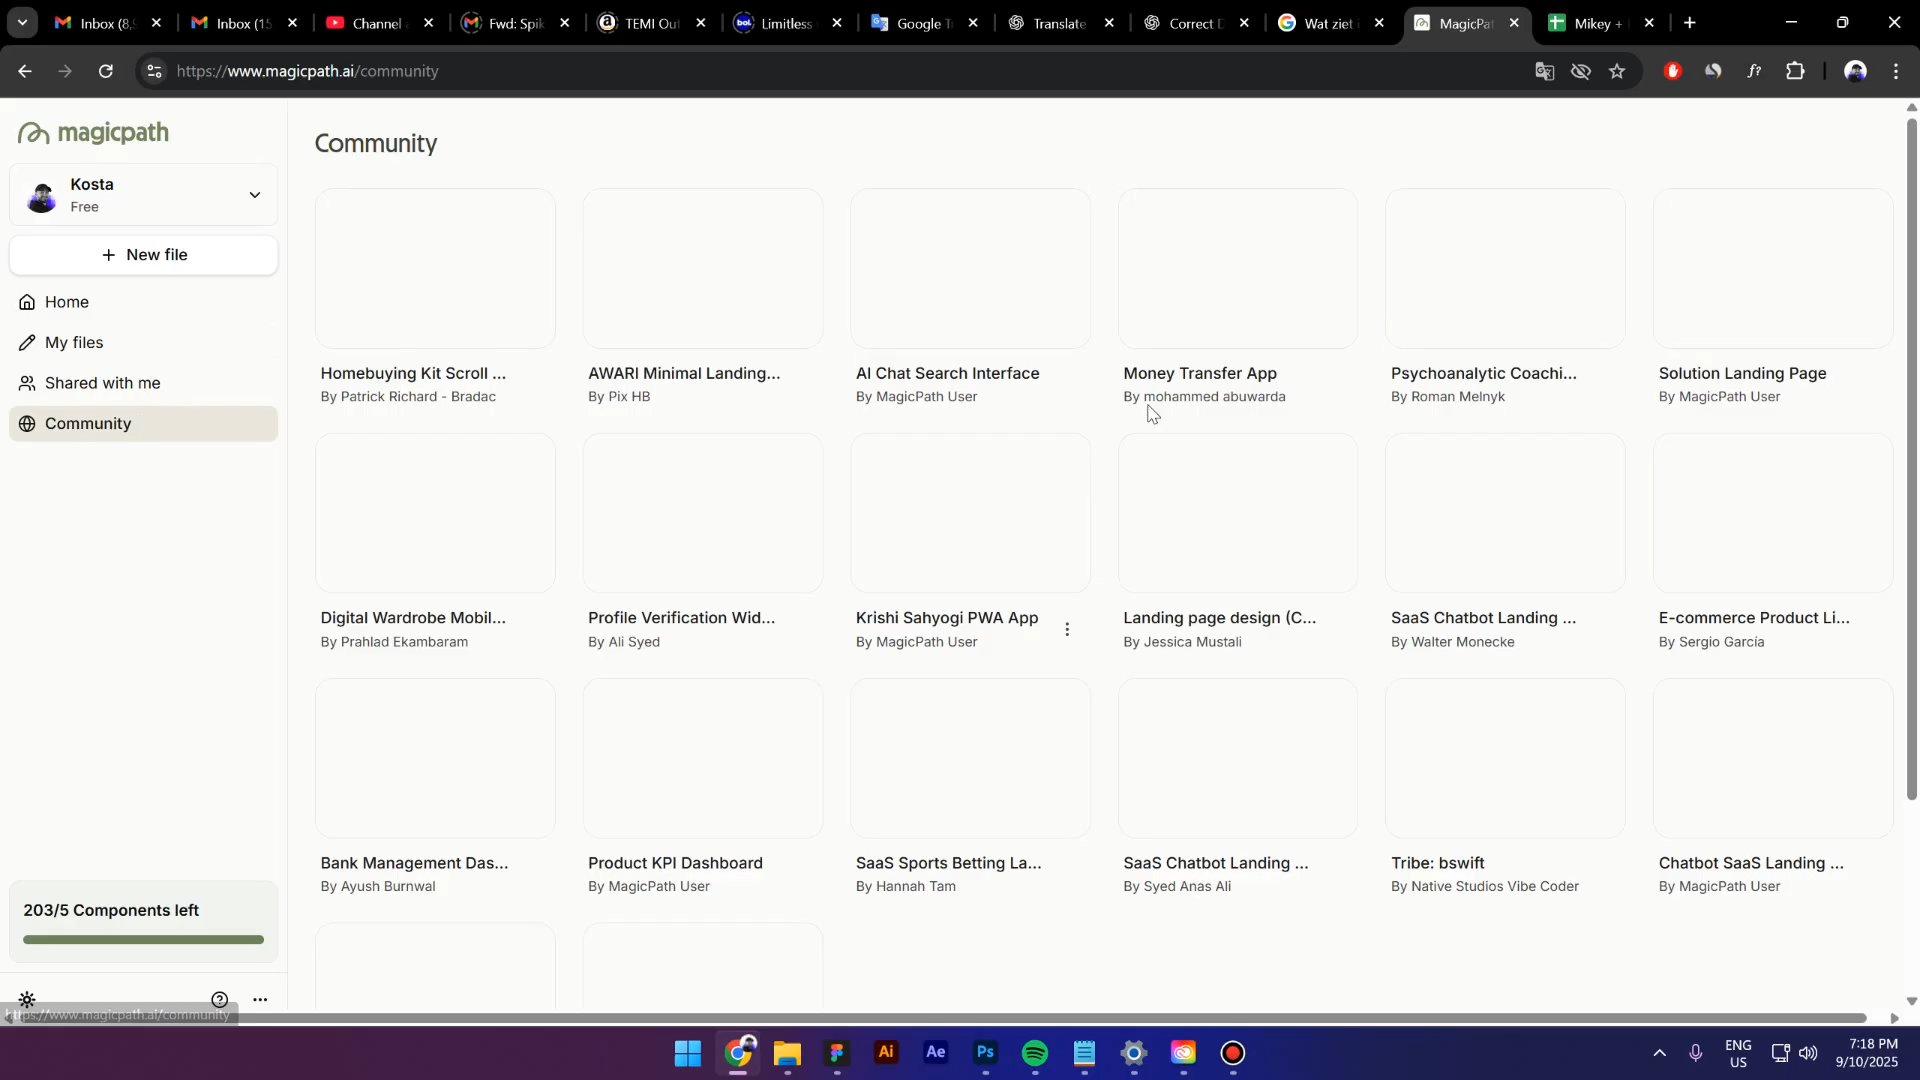 Inbox (8,
Inbox (15
Channel
Fwd: Spik
TEMI Out
Limitless
Google Tr
Translate
Correct D
Wat ziet
MagicPat
Mikey +
https://www.magicpath.ai/community
magicpath
Kosta
Free
New file
Home
My files
Shared with me
Community
203/5 Components left
https://www.magicpath.ai/community
Community
Homebuying Kit Scroll ...
By Patrick Richard - Bradac
AWARI Minimal Landing...
By Pix HB
AI Chat Search Interface
By MagicPath User
Money Transfer App
By mohammed abuwarda
Psychoanalytic Coachi...
By Roman Melnyk
Solution Landing Page
By MagicPath User
Digital Wardrobe Mobil...
By Prahlad Ekambaram
Profile Verification Wid...
By Ali Syed
Krishi Sahyogi PWA App
By MagicPath User
Landing page design (C...
By Jessica Mustali
SaaS Chatbot Landing ...
By Walter Monecke
E-commerce Product Li...
By Sergio García
Bank Management Das...
By Ayush Burnwal
Product KPI Dashboard
By MagicPath User
SaaS Sports Betting La...
By Hannah Tam
SaaS Chatbot Landing ...
By Syed Anas Ali
Tribe: bswift
By Native Studios Vibe Coder
Chatbot SaaS Landing ...
By MagicPath User
Ai
Ae
Ps
ENG
US
7:18 PM
9/10/2025